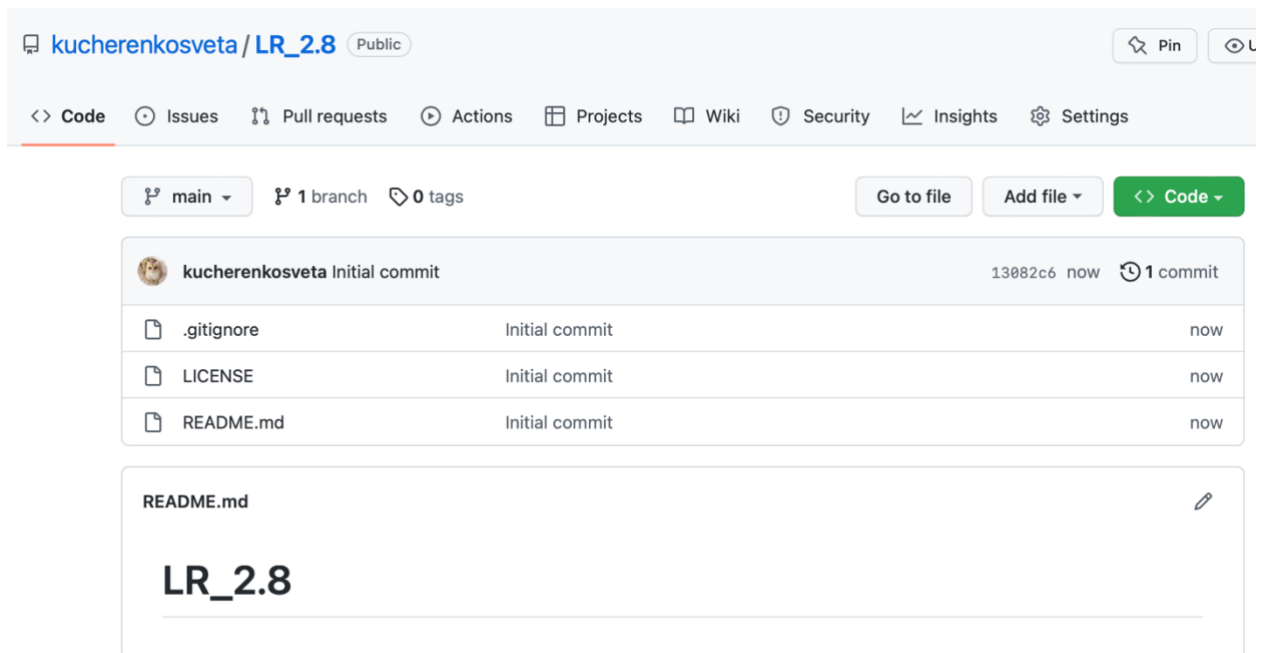 kucherenkosveta / LR_2.8 Public Pin
Code Issues Pull requests Actions Projects Wiki Security Insights Settings
main 1 branch 0 tags Go to file Add file Code
kucherenkosveta Initial commit 13082c6 now 1 commit
.gitignore Initial commit now
LICENSE Initial commit now
README.md Initial commit now
README.md
LR_2.8